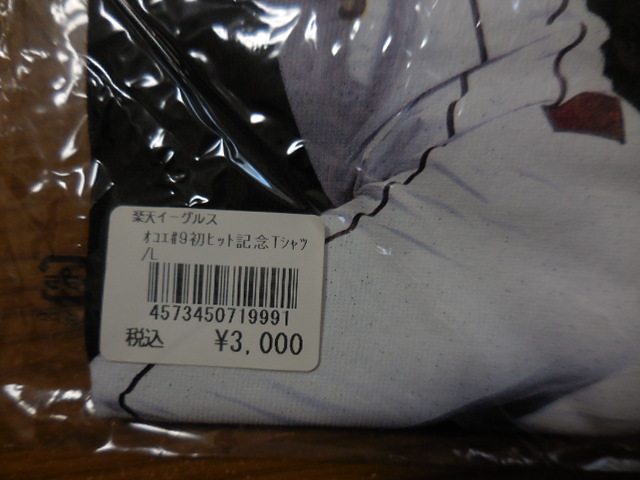 楽天イーグルス
ｵｺｴ#9初ﾋｯﾄ記念Tｼｬﾂ
/L
4573450719991
税込 ¥3,000